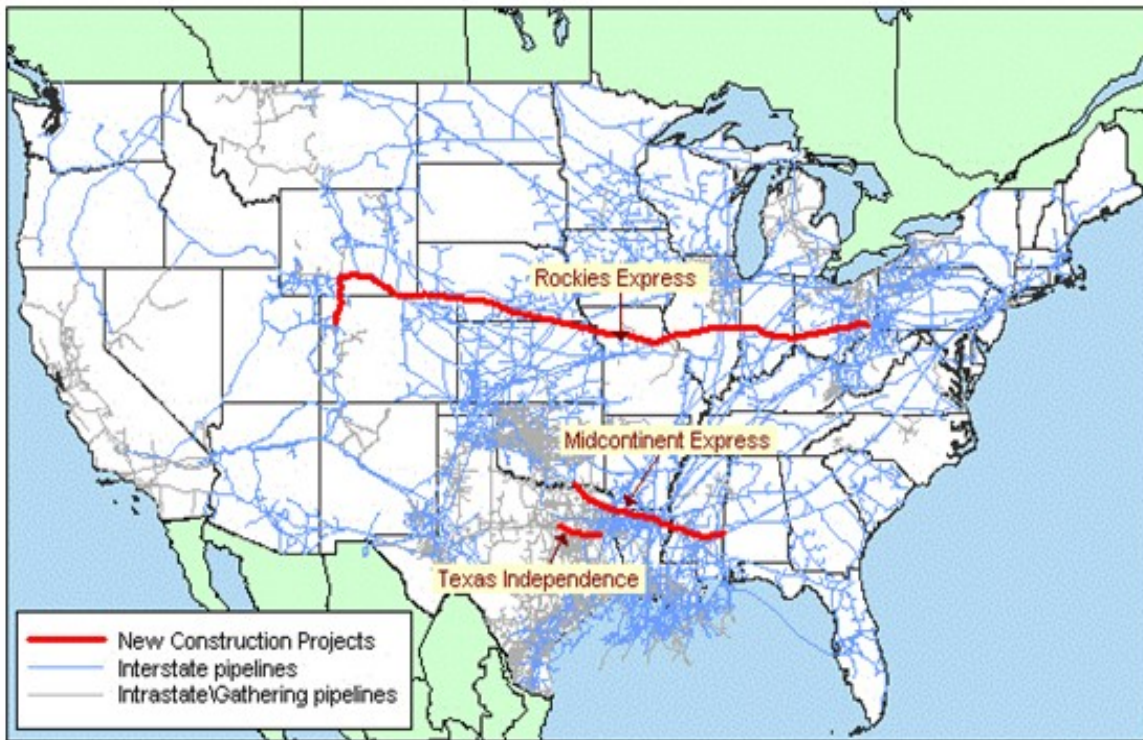 Rockies Express
Midcontinent Express
Texas Independence
New Construction Projects
Interstate pipelines
Intrastate\Gathering pipelines